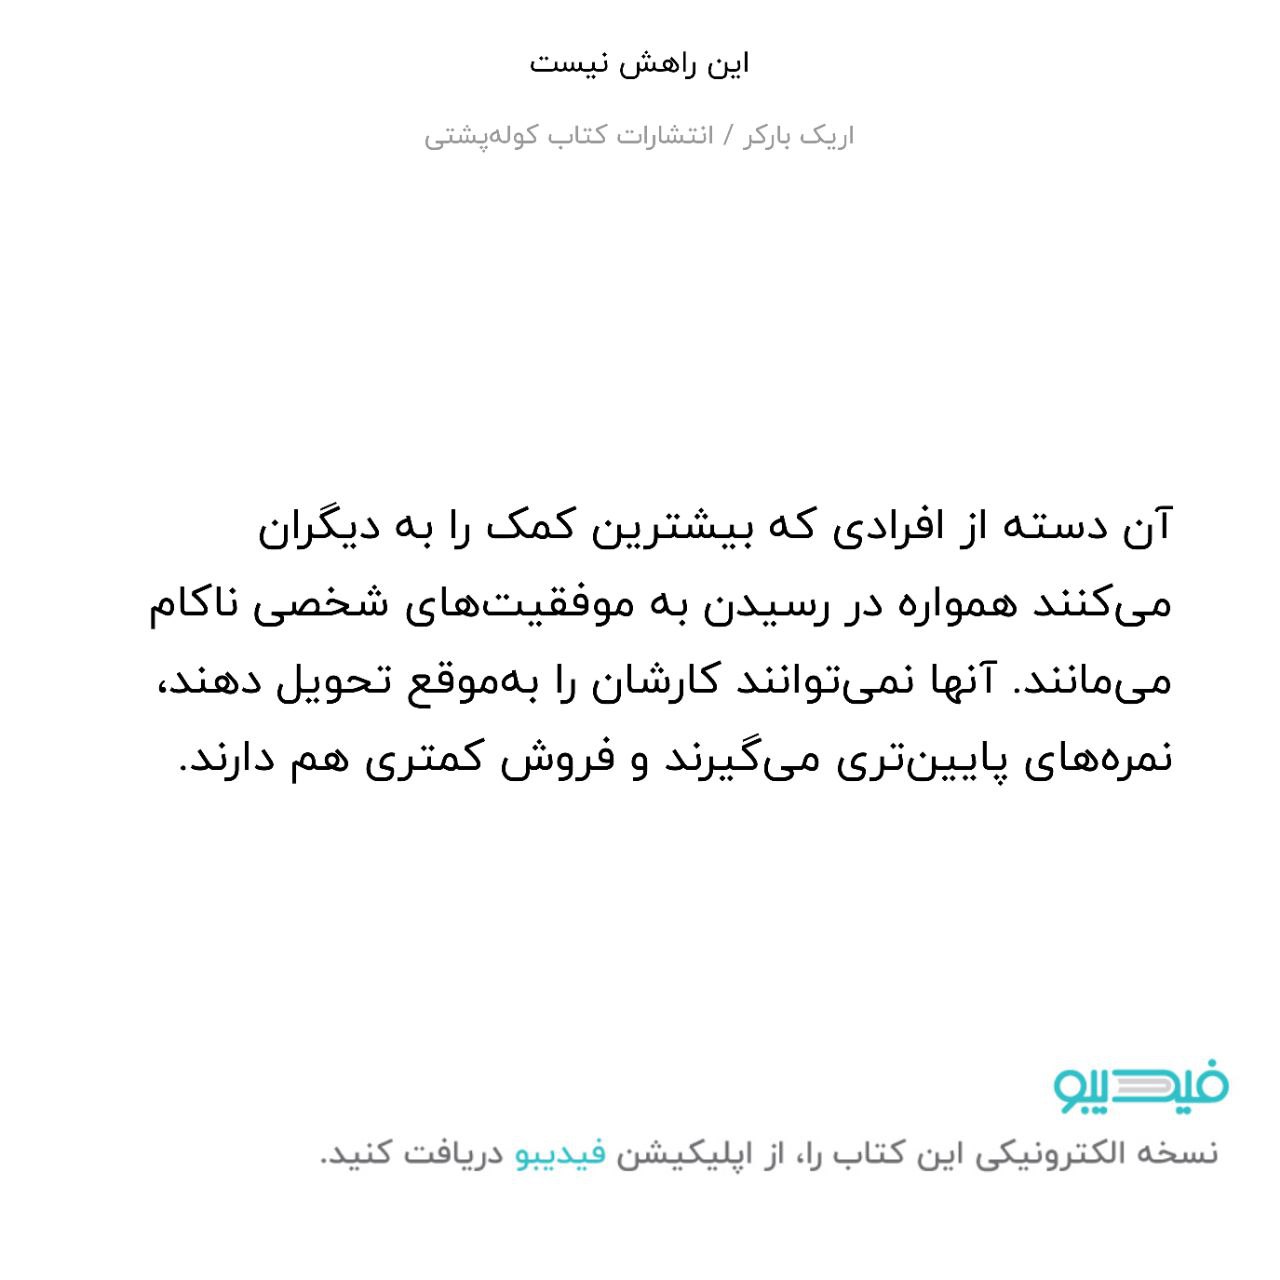 این راهش نیست
اریک بارکر / انتشارات کتاب کوله‌پشتی
آن دسته از افرادی که بیشترین کمک را به دیگران
می‌کنند همواره در رسیدن به موفقیت‌های شخصی ناکام
می‌مانند. آنها نمی‌توانند کارشان را به‌موقع تحویل دهند،
نمره‌های پایین‌تری می‌گیرند و فروش کمتری هم دارند.
فیدیبو
نسخه الکترونیکی این کتاب را، از اپلیکیشن فیدیبو دریافت کنید.